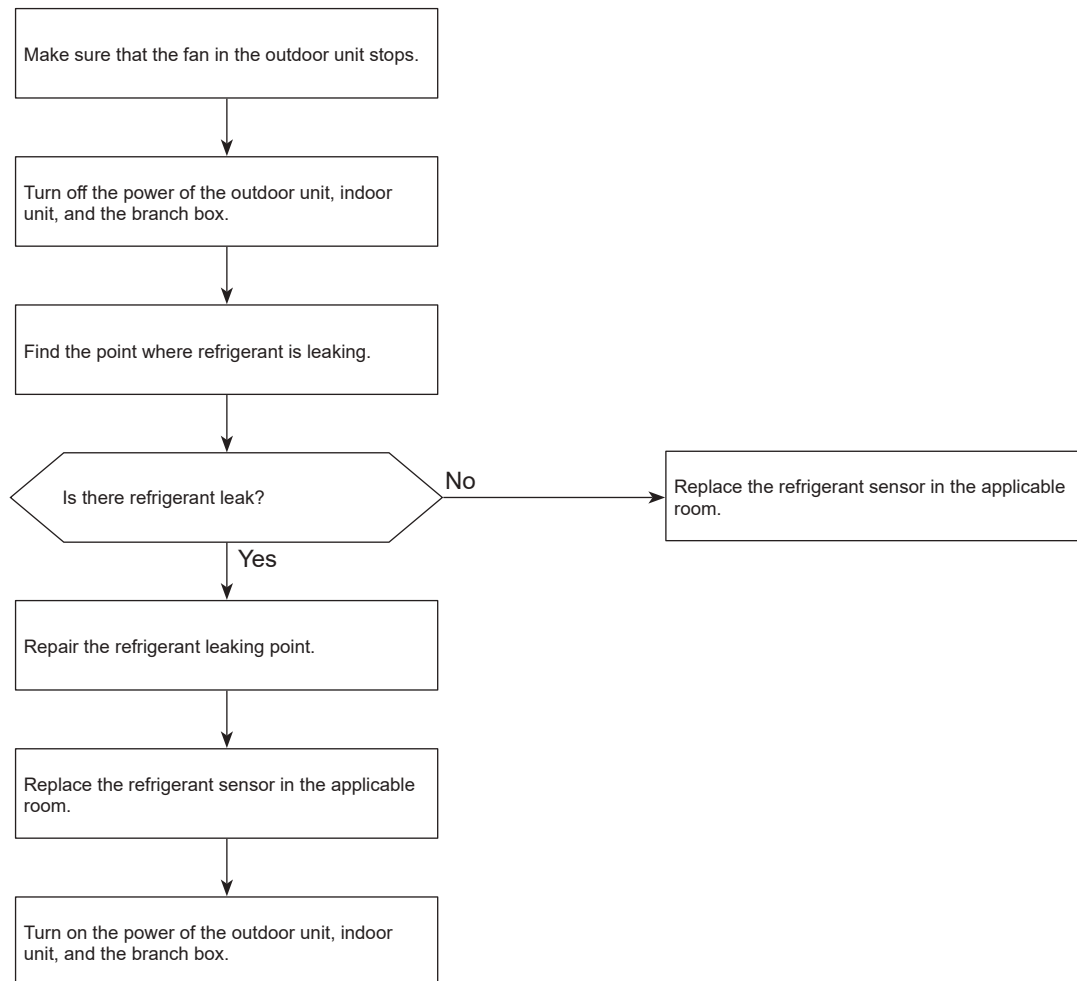 Make sure that the fan in the outdoor unit stops.
Turn off the power of the outdoor unit, indoor
unit, and the branch box.
Find the point where refrigerant is leaking.
Is there refrigerant leak?
No
Replace the refrigerant sensor in the applicable
room.
Yes
Repair the refrigerant leaking point.
Replace the refrigerant sensor in the applicable
room.
Turn on the power of the outdoor unit, indoor
unit, and the branch box.